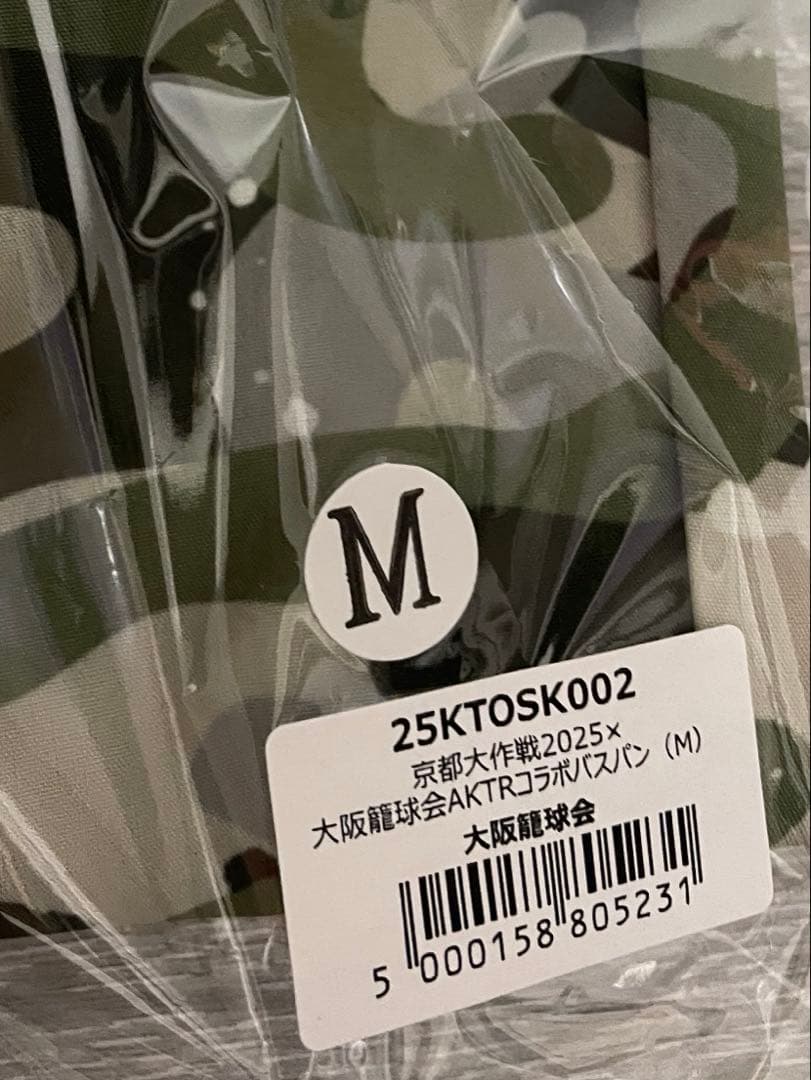 M
25KTOSK002
京都大作戦2025×
大阪籠球会AKTRコラボバスパン（M）
大阪籠球会
5 000158 805231